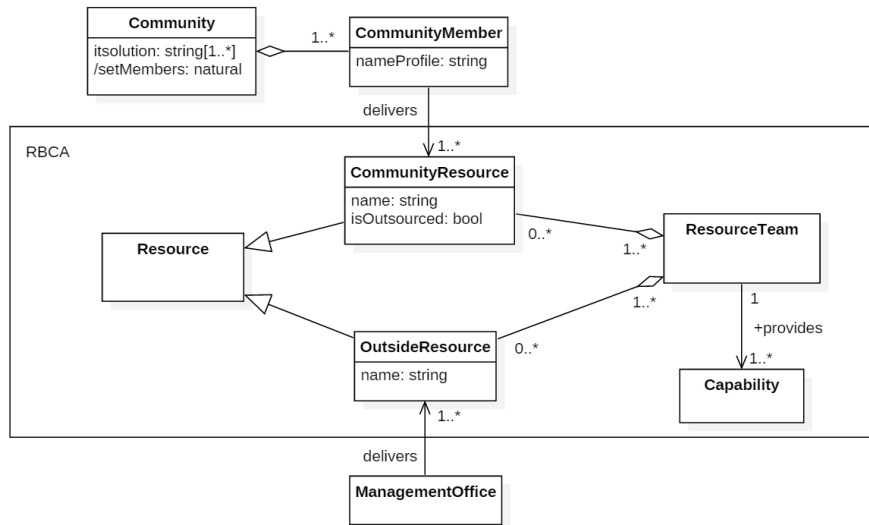 Community
itsolution: string[1..*]
/setMembers: natural
1..*
CommunityMember
nameProfile: string
delivers
1..*
RBCA
CommunityResource
name: string
isOutsourced: bool
0..*
1..*
ResourceTeam
Resource
1..*
0..*
1
+provides
1..*
OutsideResource
name: string
Capability
1..*
delivers
ManagementOffice